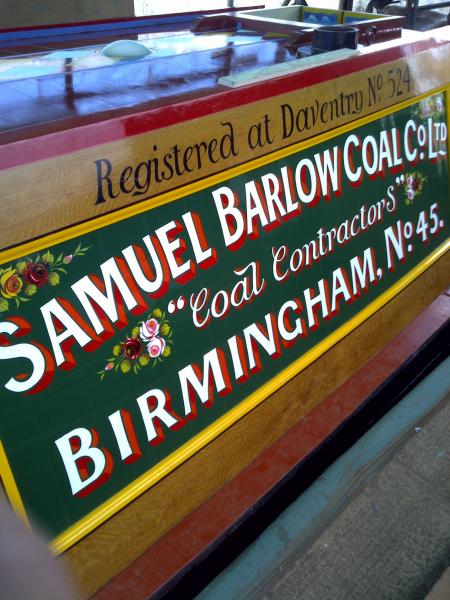 Registered at Daventry No 524
SAMUEL BARLOW COAL Co. LTD
"Coal Contractors"
BIRMINGHAM, No. 45.